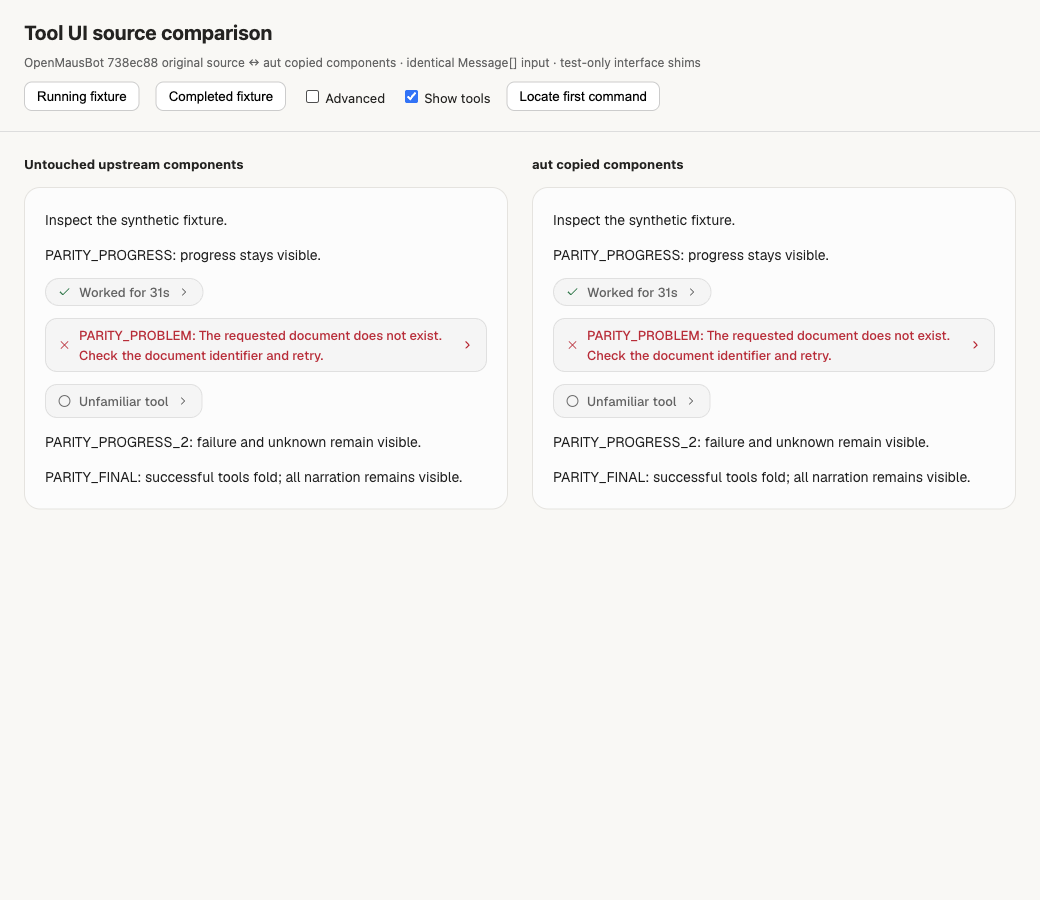 Tool UI source comparison
OpenMausBot 738ec88 original source ↔ aut copied components · identical Message[] input · test-only interface shims
Running fixture
Completed fixture
Advanced
Show tools
Locate first command
Untouched upstream components
Inspect the synthetic fixture.
PARITY_PROGRESS: progress stays visible.
Worked for 31s
PARITY_PROBLEM: The requested document does not exist.
Check the document identifier and retry.
Unfamiliar tool
PARITY_PROGRESS_2: failure and unknown remain visible.
PARITY_FINAL: successful tools fold; all narration remains visible.
aut copied components
Inspect the synthetic fixture.
PARITY_PROGRESS: progress stays visible.
Worked for 31s
PARITY_PROBLEM: The requested document does not exist.
Check the document identifier and retry.
Unfamiliar tool
PARITY_PROGRESS_2: failure and unknown remain visible.
PARITY_FINAL: successful tools fold; all narration remains visible.